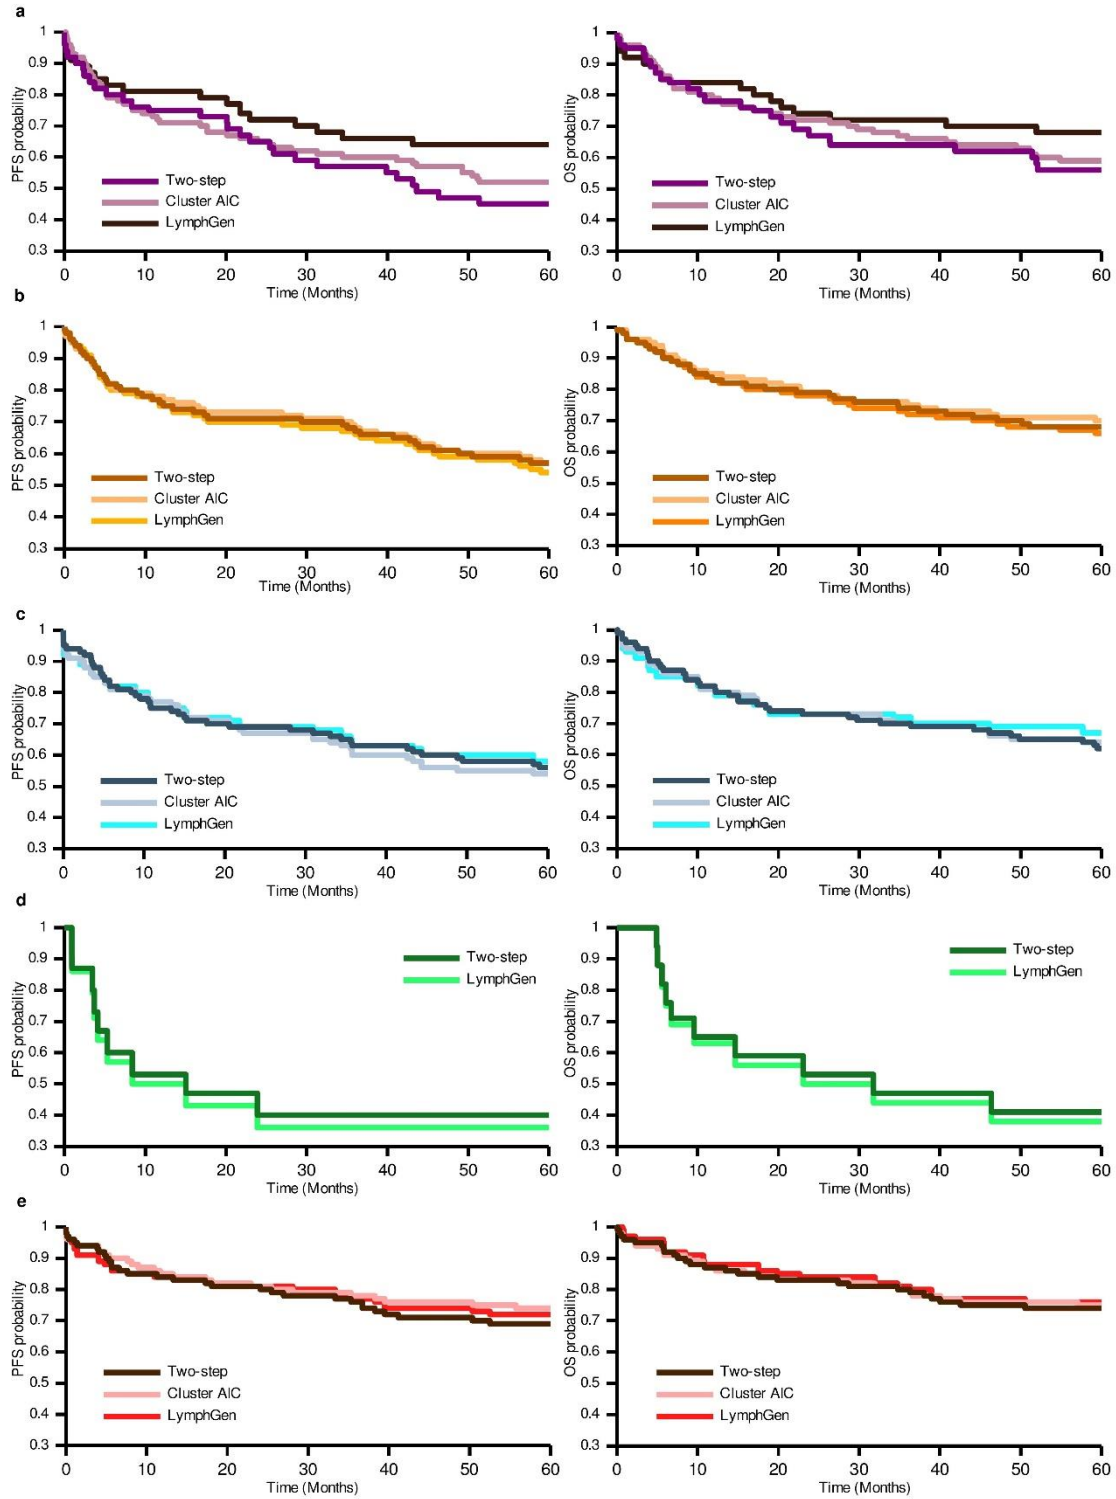 a
PFS probability
1
0.9
0.8
0.7
0.6
0.5
0.4
0.3
Two-step
Cluster AIC
LymphGen
0 10 20 30 40 50 60
Time (Months)
OS probability
1
0.9
0.8
0.7
0.6
0.5
0.4
0.3
Two-step
Cluster AIC
LymphGen
0 10 20 30 40 50 60
Time (Months)
b
PFS probability
1
0.9
0.8
0.7
0.6
0.5
0.4
0.3
Two-step
Cluster AIC
LymphGen
0 10 20 30 40 50 60
Time (Months)
OS probability
1
0.9
0.8
0.7
0.6
0.5
0.4
0.3
Two-step
Cluster AIC
LymphGen
0 10 20 30 40 50 60
Time (Months)
c
PFS probability
1
0.9
0.8
0.7
0.6
0.5
0.4
0.3
Two-step
Cluster AIC
LymphGen
0 10 20 30 40 50 60
Time (Months)
OS probability
1
0.9
0.8
0.7
0.6
0.5
0.4
0.3
Two-step
Cluster AIC
LymphGen
0 10 20 30 40 50 60
Time (Months)
d
PFS probability
1
0.9
0.8
0.7
0.6
0.5
0.4
0.3
Two-step
LymphGen
0 10 20 30 40 50 60
Time (Months)
OS probability
1
0.9
0.8
0.7
0.6
0.5
0.4
0.3
Two-step
LymphGen
0 10 20 30 40 50 60
Time (Months)
e
PFS probability
1
0.9
0.8
0.7
0.6
0.5
0.4
0.3
Two-step
Cluster AIC
LymphGen
0 10 20 30 40 50 60
Time (Months)
OS probability
1
0.9
0.8
0.7
0.6
0.5
0.4
0.3
Two-step
Cluster AIC
LymphGen
0 10 20 30 40 50 60
Time (Months)